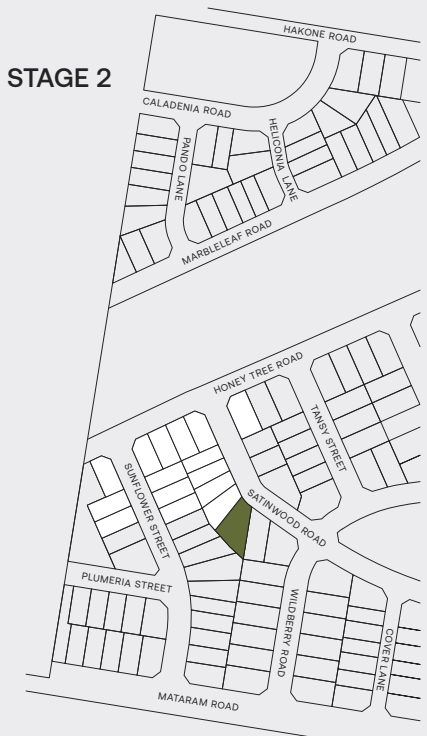 HAKONE ROAD
STAGE 2
CALADENIA ROAD
HELICONIA LANE
PANDO LANE
MARBLELEAF ROAD
HONEY TREE ROAD
TANSY STREET
SUNFLOWER STREET
SATINWOOD ROAD
PLUMERIA STREET
WILDBERRY ROAD
COVER LANE
MATARAM ROAD